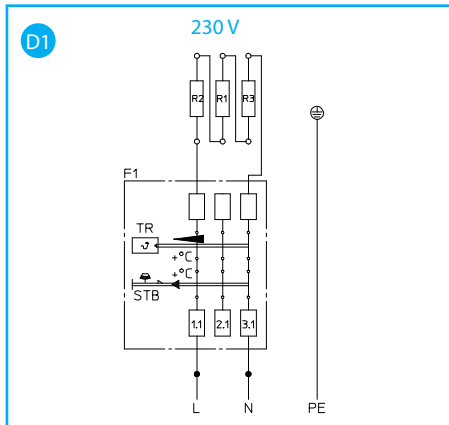 D1
230 V
R2 R1 R3
F1
TR
+°C
+°C
STB
1.1 2.1 3.1
L N PE